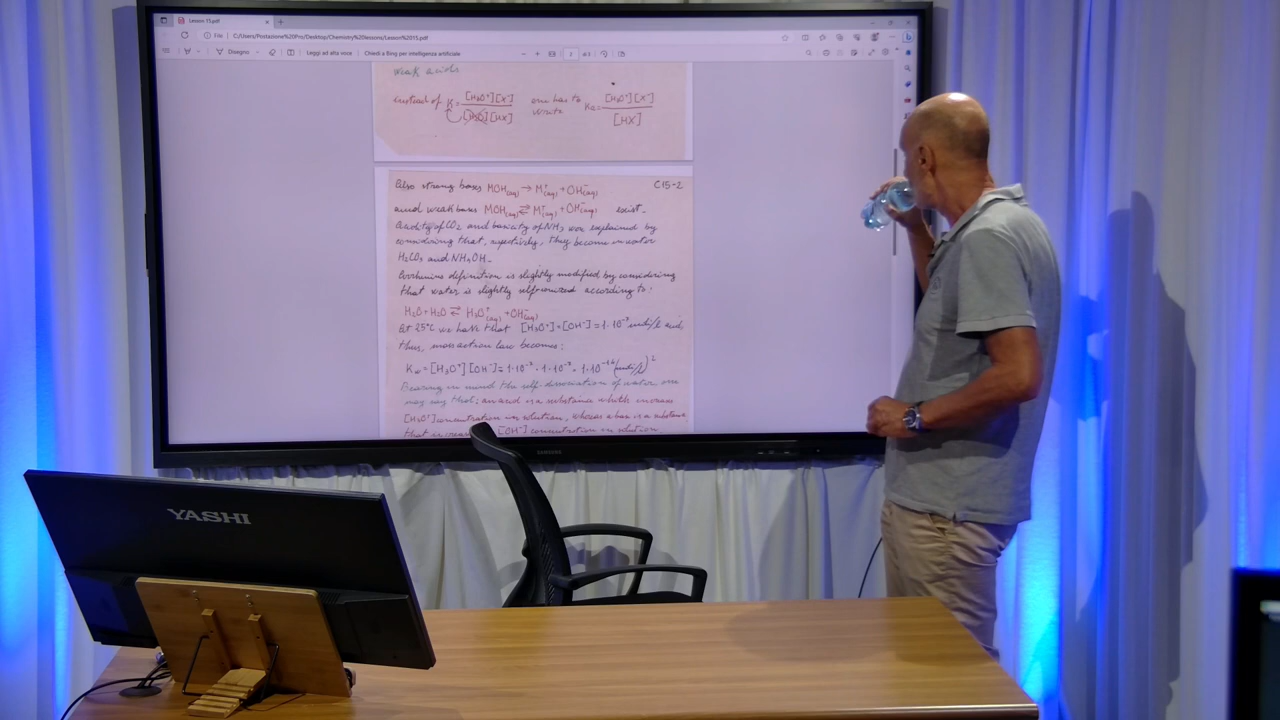 Lesson 15.pdf
File C:/Users/Postazione%20Pro/Desktop/Chemistry%20lessons/Lesson%2015.pdf
Disegno Leggi ad alta voce Chiedi a Bing per intelligenza artificiale
weak acids
instead of K = [H₃O⁺][X⁻] / [H₂O][HX] one has to write Ka = [H₃O⁺][X⁻] / [HX]
C15-2
Also strong bases MOH(aq) → M⁺(aq) + OH⁻(aq)
and weak bases MOH(aq) ⇄ M⁺(aq) + OH⁻(aq) exist.
Acidity of CO₂ and basicity of NH₃ was explained by
considering that, repectively, they become in water
H₂CO₃ and NH₄OH.
Arrhenius definition is slightly modified by considering
that water is slightly selfionized according to:
H₂O + H₂O ⇄ H₃O⁺(aq) + OH⁻(aq)
At 25°C we have that [H₃O⁺] = [OH⁻] = 1·10⁻⁷ mol/l and,
thus, mass action law becomes:
Kw = [H₃O⁺][OH⁻] = 1·10⁻⁷ · 1·10⁻⁷ = 1·10⁻¹⁴ (mol/l)²
Bearing in mind the self-dissociation of water one
may say that: an acid is a substance which increase
[H₃O⁺] concentration in solution, whereas a base is a substance
that increase [OH⁻] concentration in solution.
SAMSUNG
YASHI